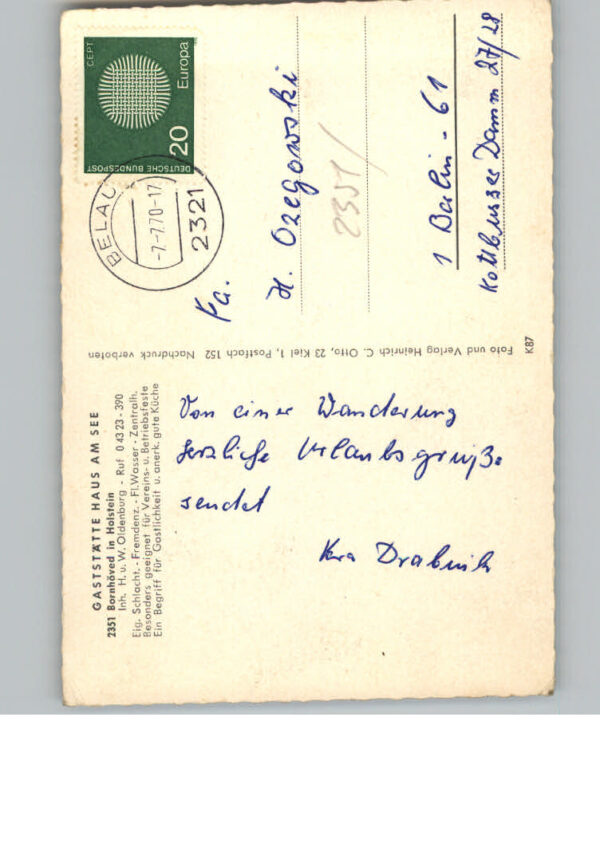 GASTSTÄTTE HAUS AM SEE
2351 Bornhöved in Holstein
Inh. H. u. W. Oldenburg - Ruf 0 43 23 - 390
Eig. Schlacht. - Fremdenz. - Fl. Wasser - Zentralh.
Besonders geeignet für Vereins- u. Betriebsfeste
Ein Begriff für Gastlichkeit u. anerk. gute Küche
Von einer Wanderung
herzliche Urlaubsgrüße
sendet
Drabnik
Foto und Verlag Heinrich C. Otto, 23 Kiel 1, Postfach 152 Nachdruck verboten
K87
CEPT
Europa
20
DEUTSCHE BUNDESPOST
BELAU
-7.-7.70-17
2321
Fa.
H. Ozegowski
2351/
1 Berlin - 61
Kottbusser Damm 27/28